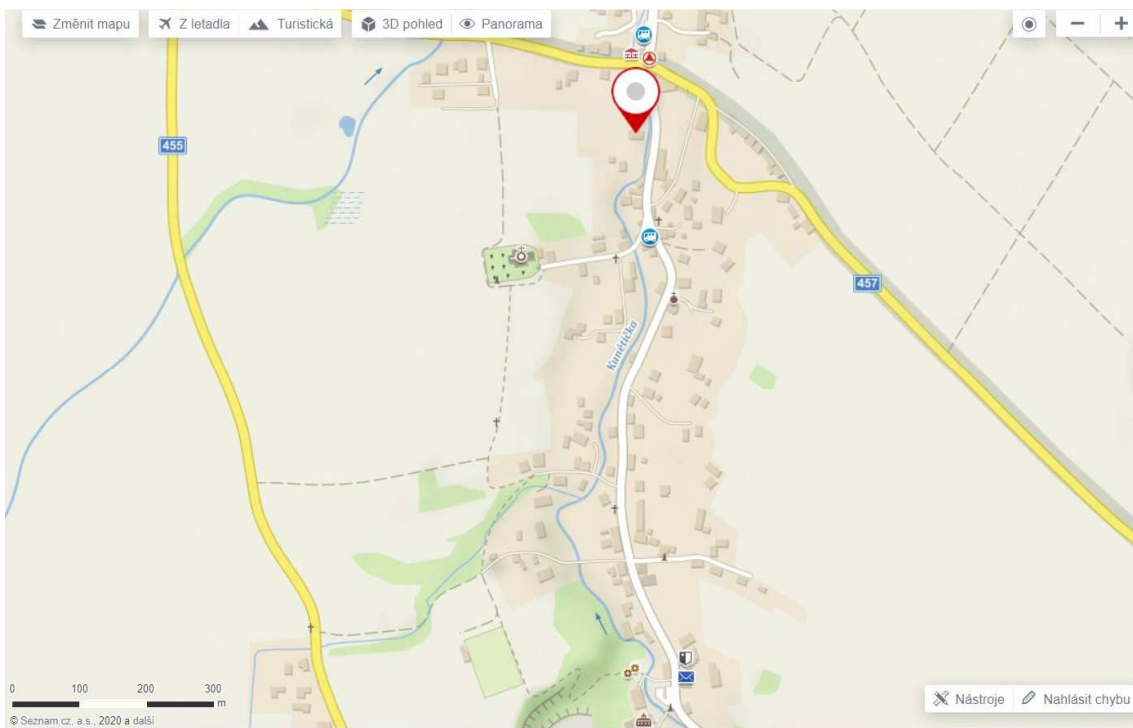 Změnit mapu
Z letadla
Turistická
3D pohled
Panorama
455
457
Kunětička
0 100 200 300
m
© Seznam.cz, a.s., 2020 a další
Nástroje
Nahlásit chybu